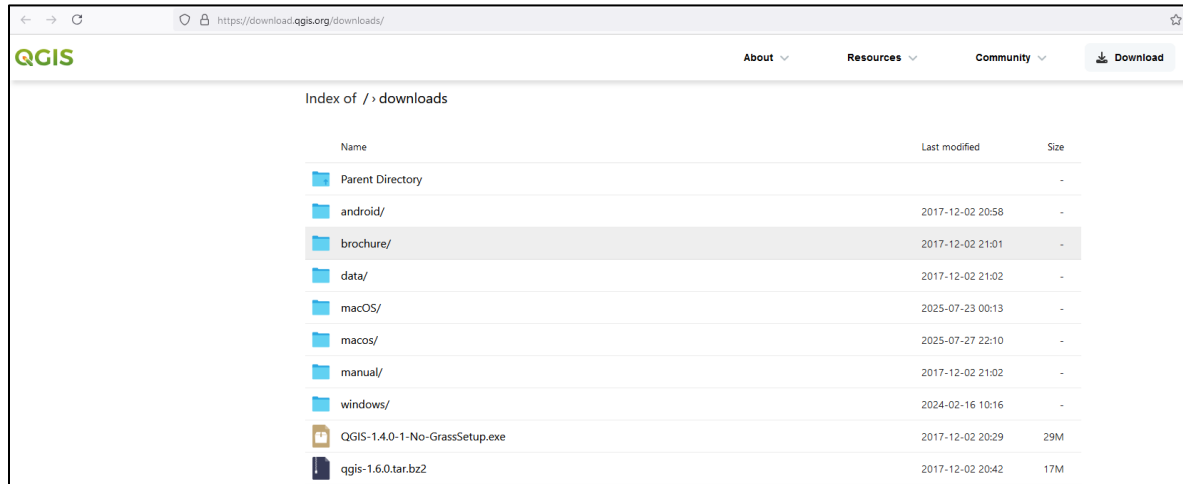 https://download.qgis.org/downloads/
QGIS
About
Resources
Community
Download
Index of / › downloads
Name Last modified Size
Parent Directory -
android/ 2017-12-02 20:58 -
brochure/ 2017-12-02 21:01 -
data/ 2017-12-02 21:02 -
macOS/ 2025-07-23 00:13 -
macos/ 2025-07-27 22:10 -
manual/ 2017-12-02 21:02 -
windows/ 2024-02-16 10:16 -
QGIS-1.4.0-1-No-GrassSetup.exe 2017-12-02 20:29 29M
qgis-1.6.0.tar.bz2 2017-12-02 20:42 17M